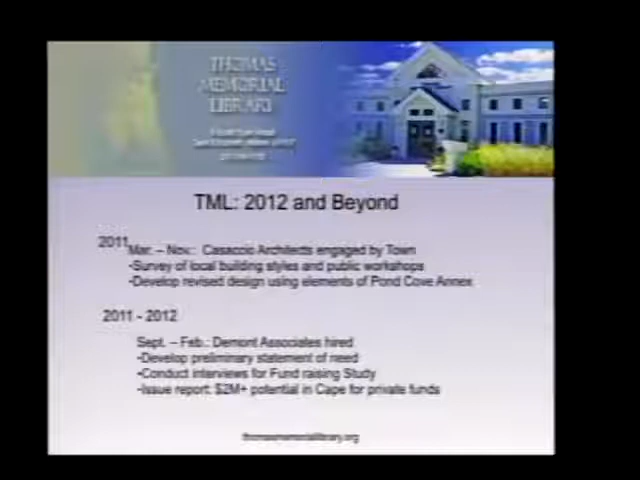 THOMAS
MEMORIAL
LIBRARY
TML: 2012 and Beyond
2011
Mar. – Nov.: Casaccio Architects engaged by Town
•Survey of local building styles and public workshops
•Develop revised design using elements of Pond Cove Annex
2011 - 2012
Sept. – Feb.: Demont Associates hired
•Develop preliminary statement of need
•Conduct interviews for Fund raising Study
•Issue report: $2M+ potential in Cape for private funds
thomasmemoriallibrary.org